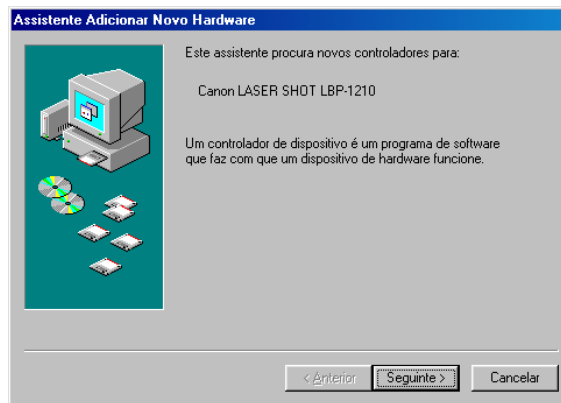 Assistente Adicionar Novo Hardware
Este assistente procura novos controladores para:
Canon LASER SHOT LBP-1210
Um controlador de dispositivo é um programa de software
que faz com que um dispositivo de hardware funcione.
< Anterior
Seguinte >
Cancelar